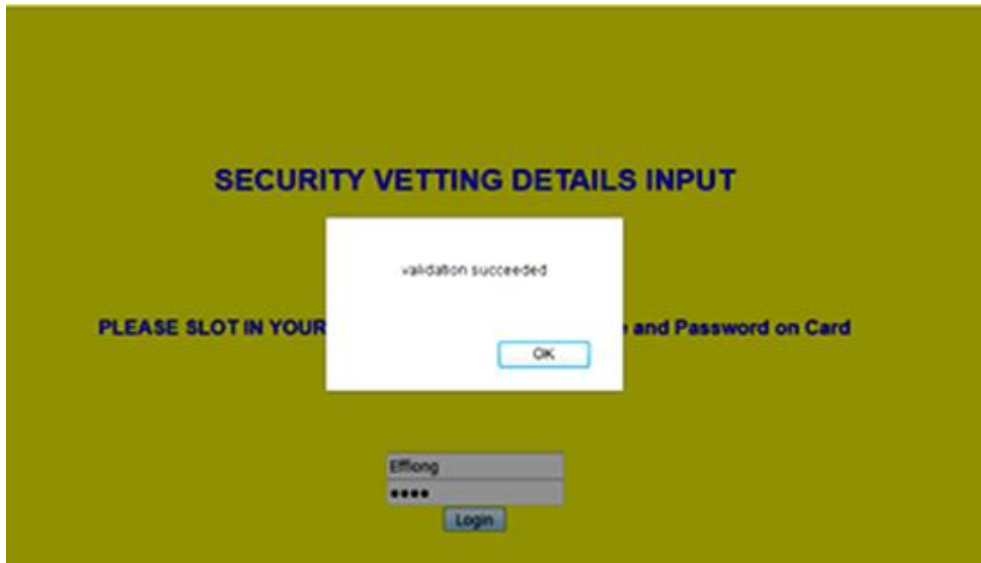 SECURITY VETTING DETAILS INPUT
validation succeeded
PLEASE SLOT IN YOUR and Password on Card
OK
Effiong
••••
Login